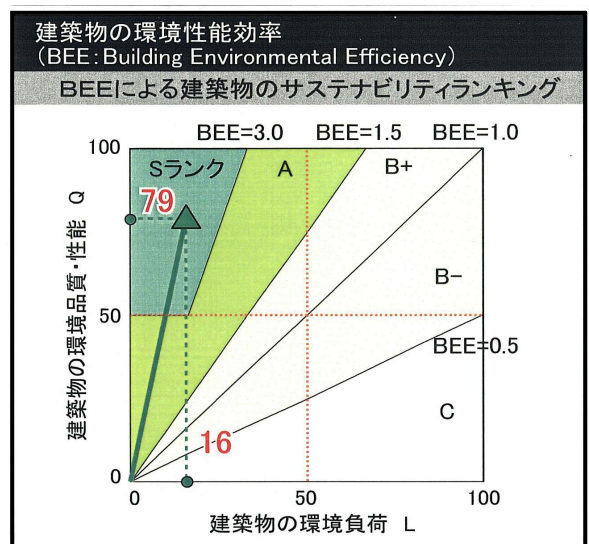 建築物の環境性能効率
（BEE：Building Environmental Efficiency）
BEEによる建築物のサステナビリティランキング
BEE=3.0 BEE=1.5 BEE=1.0
100
Sランク A B+
79
建築物の環境品質・性能 Q
B−
50
BEE=0.5
C
16
0
0 50 100
建築物の環境負荷 L